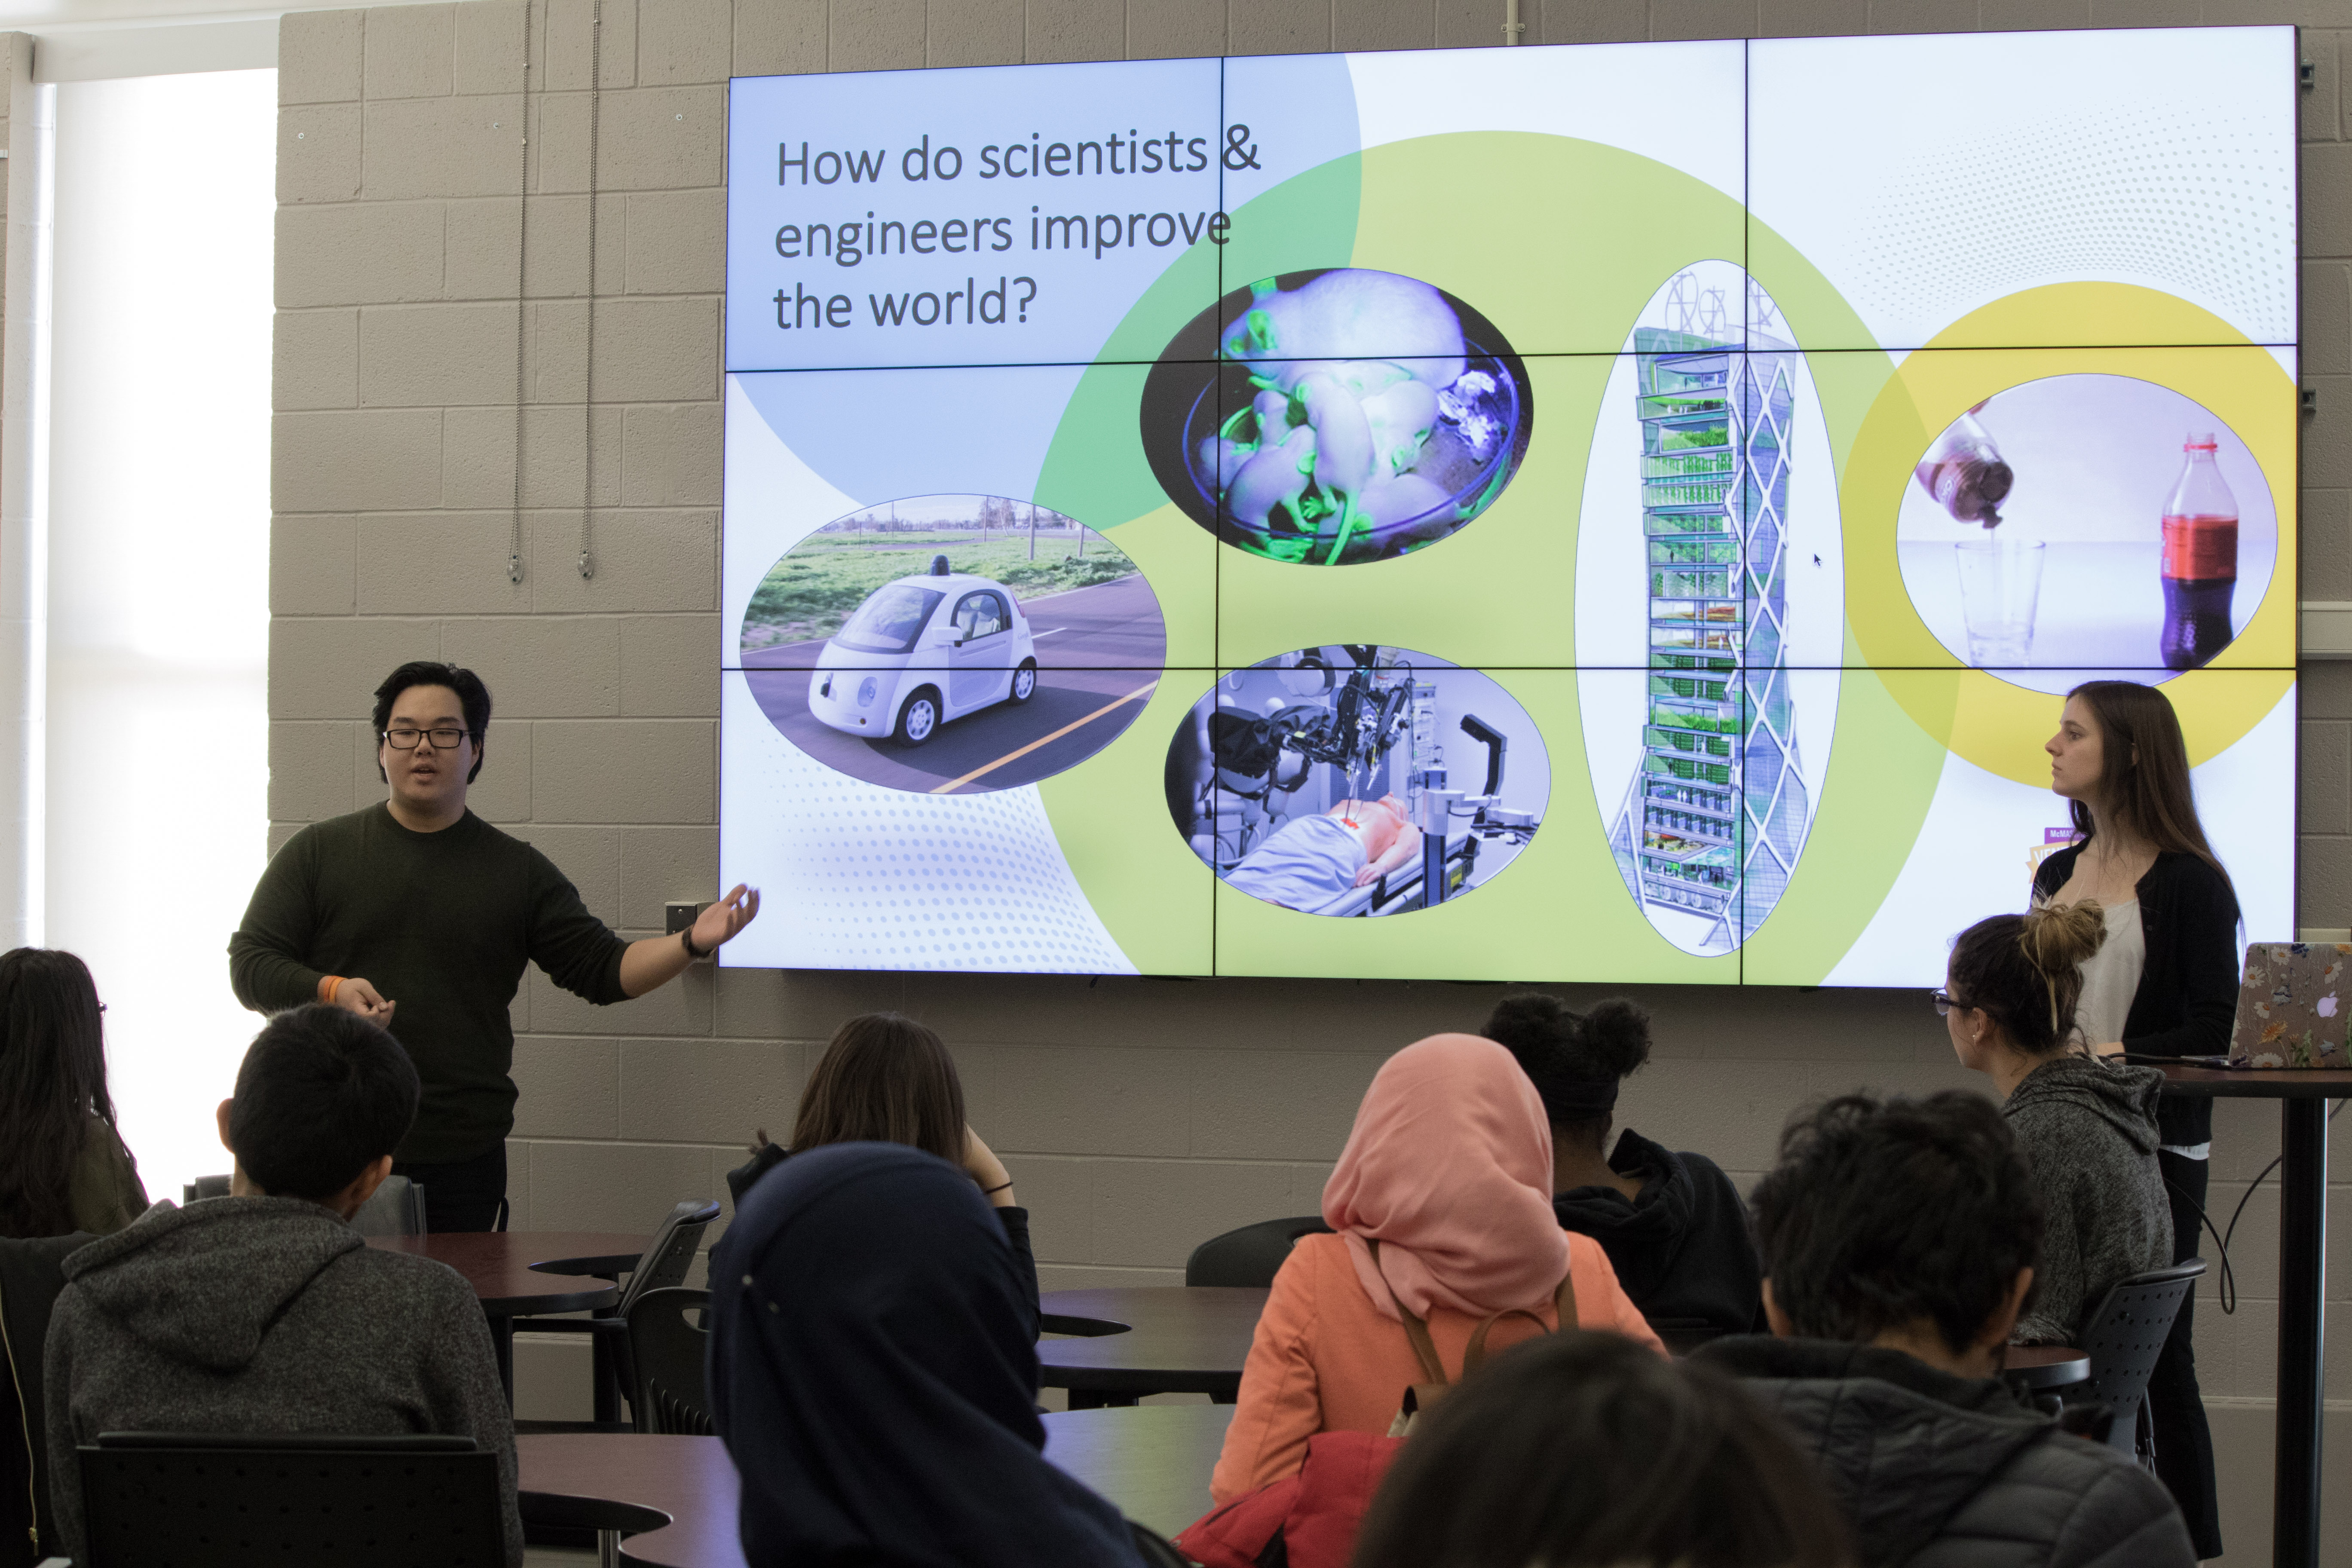 How do scientists &
engineers improve
the world?